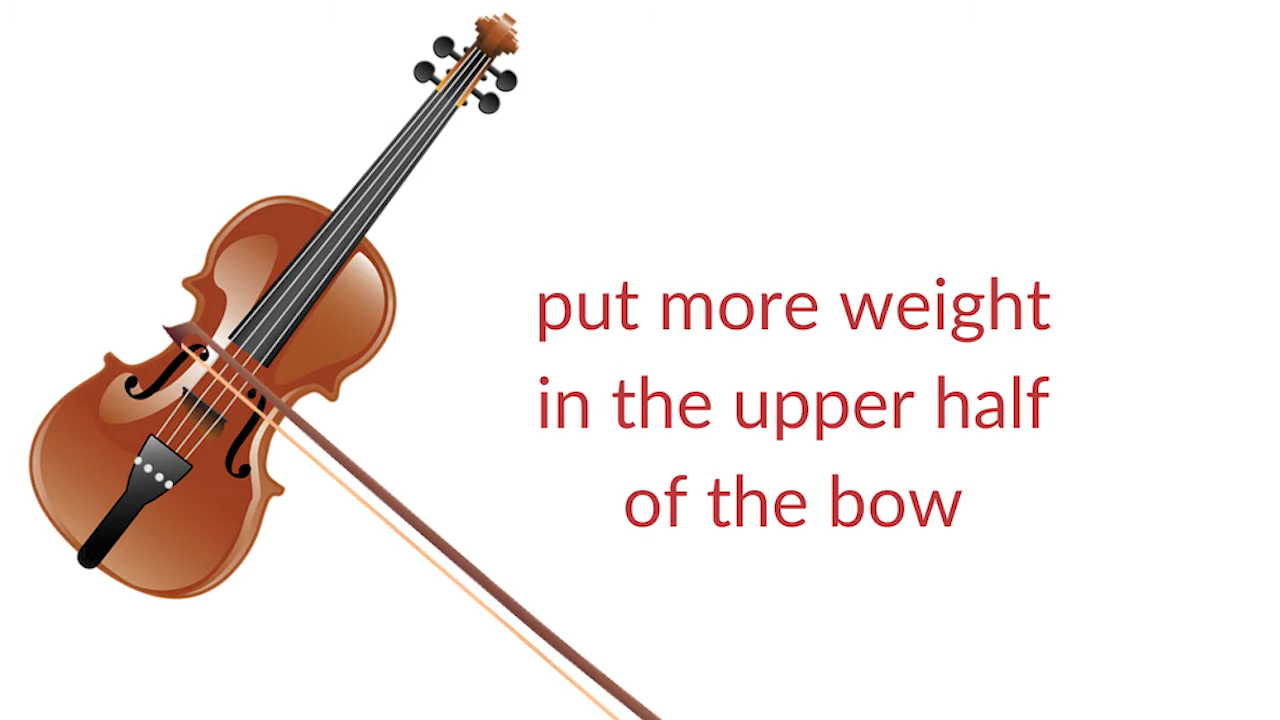 put more weight
in the upper half
of the bow